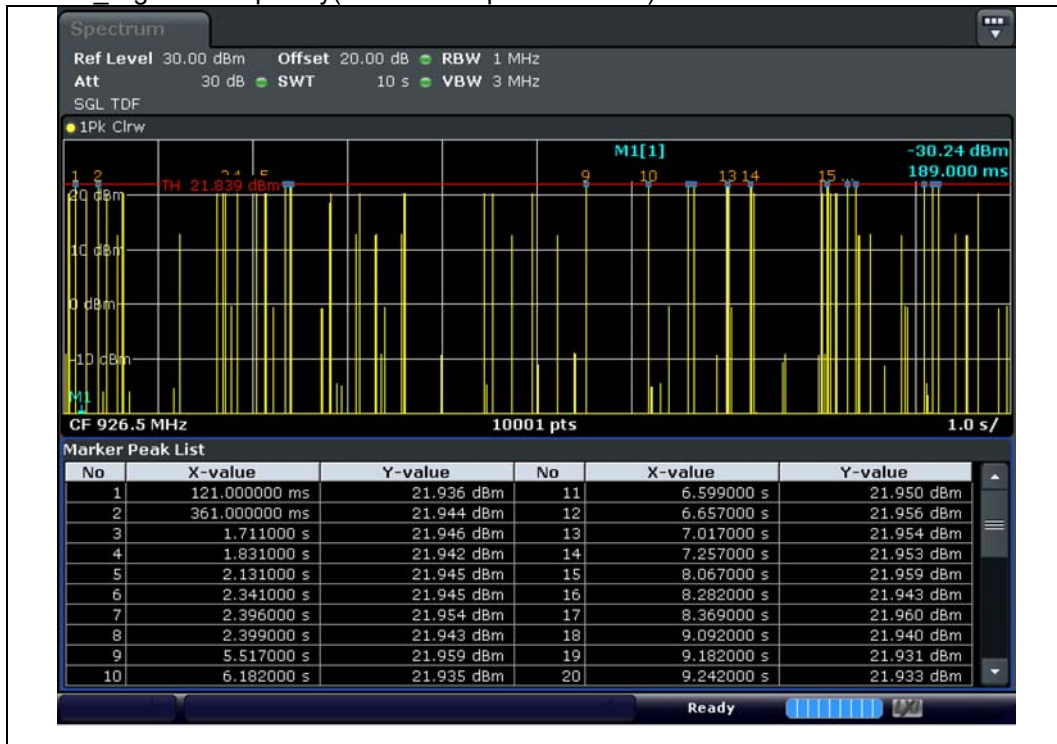 Spectrum
Ref Level 30.00 dBm Offset 20.00 dB RBW 1 MHz
Att 30 dB SWT 10 s VBW 3 MHz
SGL TDF
1Pk Clrw
M1[1] -30.24 dBm
189.000 ms
1 2 9 10 13 14 15...
TH 21.839 dBm
20 dBm
10 dBm
0 dBm
-10 dBm
M1
CF 926.5 MHz 10001 pts 1.0 s/
Marker Peak List
No X-value Y-value No X-value Y-value
1 121.000000 ms 21.936 dBm 11 6.599000 s 21.950 dBm
2 361.000000 ms 21.944 dBm 12 6.657000 s 21.956 dBm
3 1.711000 s 21.946 dBm 13 7.017000 s 21.954 dBm
4 1.831000 s 21.942 dBm 14 7.257000 s 21.953 dBm
5 2.131000 s 21.945 dBm 15 8.067000 s 21.959 dBm
6 2.341000 s 21.945 dBm 16 8.282000 s 21.943 dBm
7 2.396000 s 21.954 dBm 17 8.369000 s 21.960 dBm
8 2.399000 s 21.943 dBm 18 9.092000 s 21.940 dBm
9 5.517000 s 21.959 dBm 19 9.182000 s 21.931 dBm
10 6.182000 s 21.935 dBm 20 9.242000 s 21.933 dBm
Ready LXI